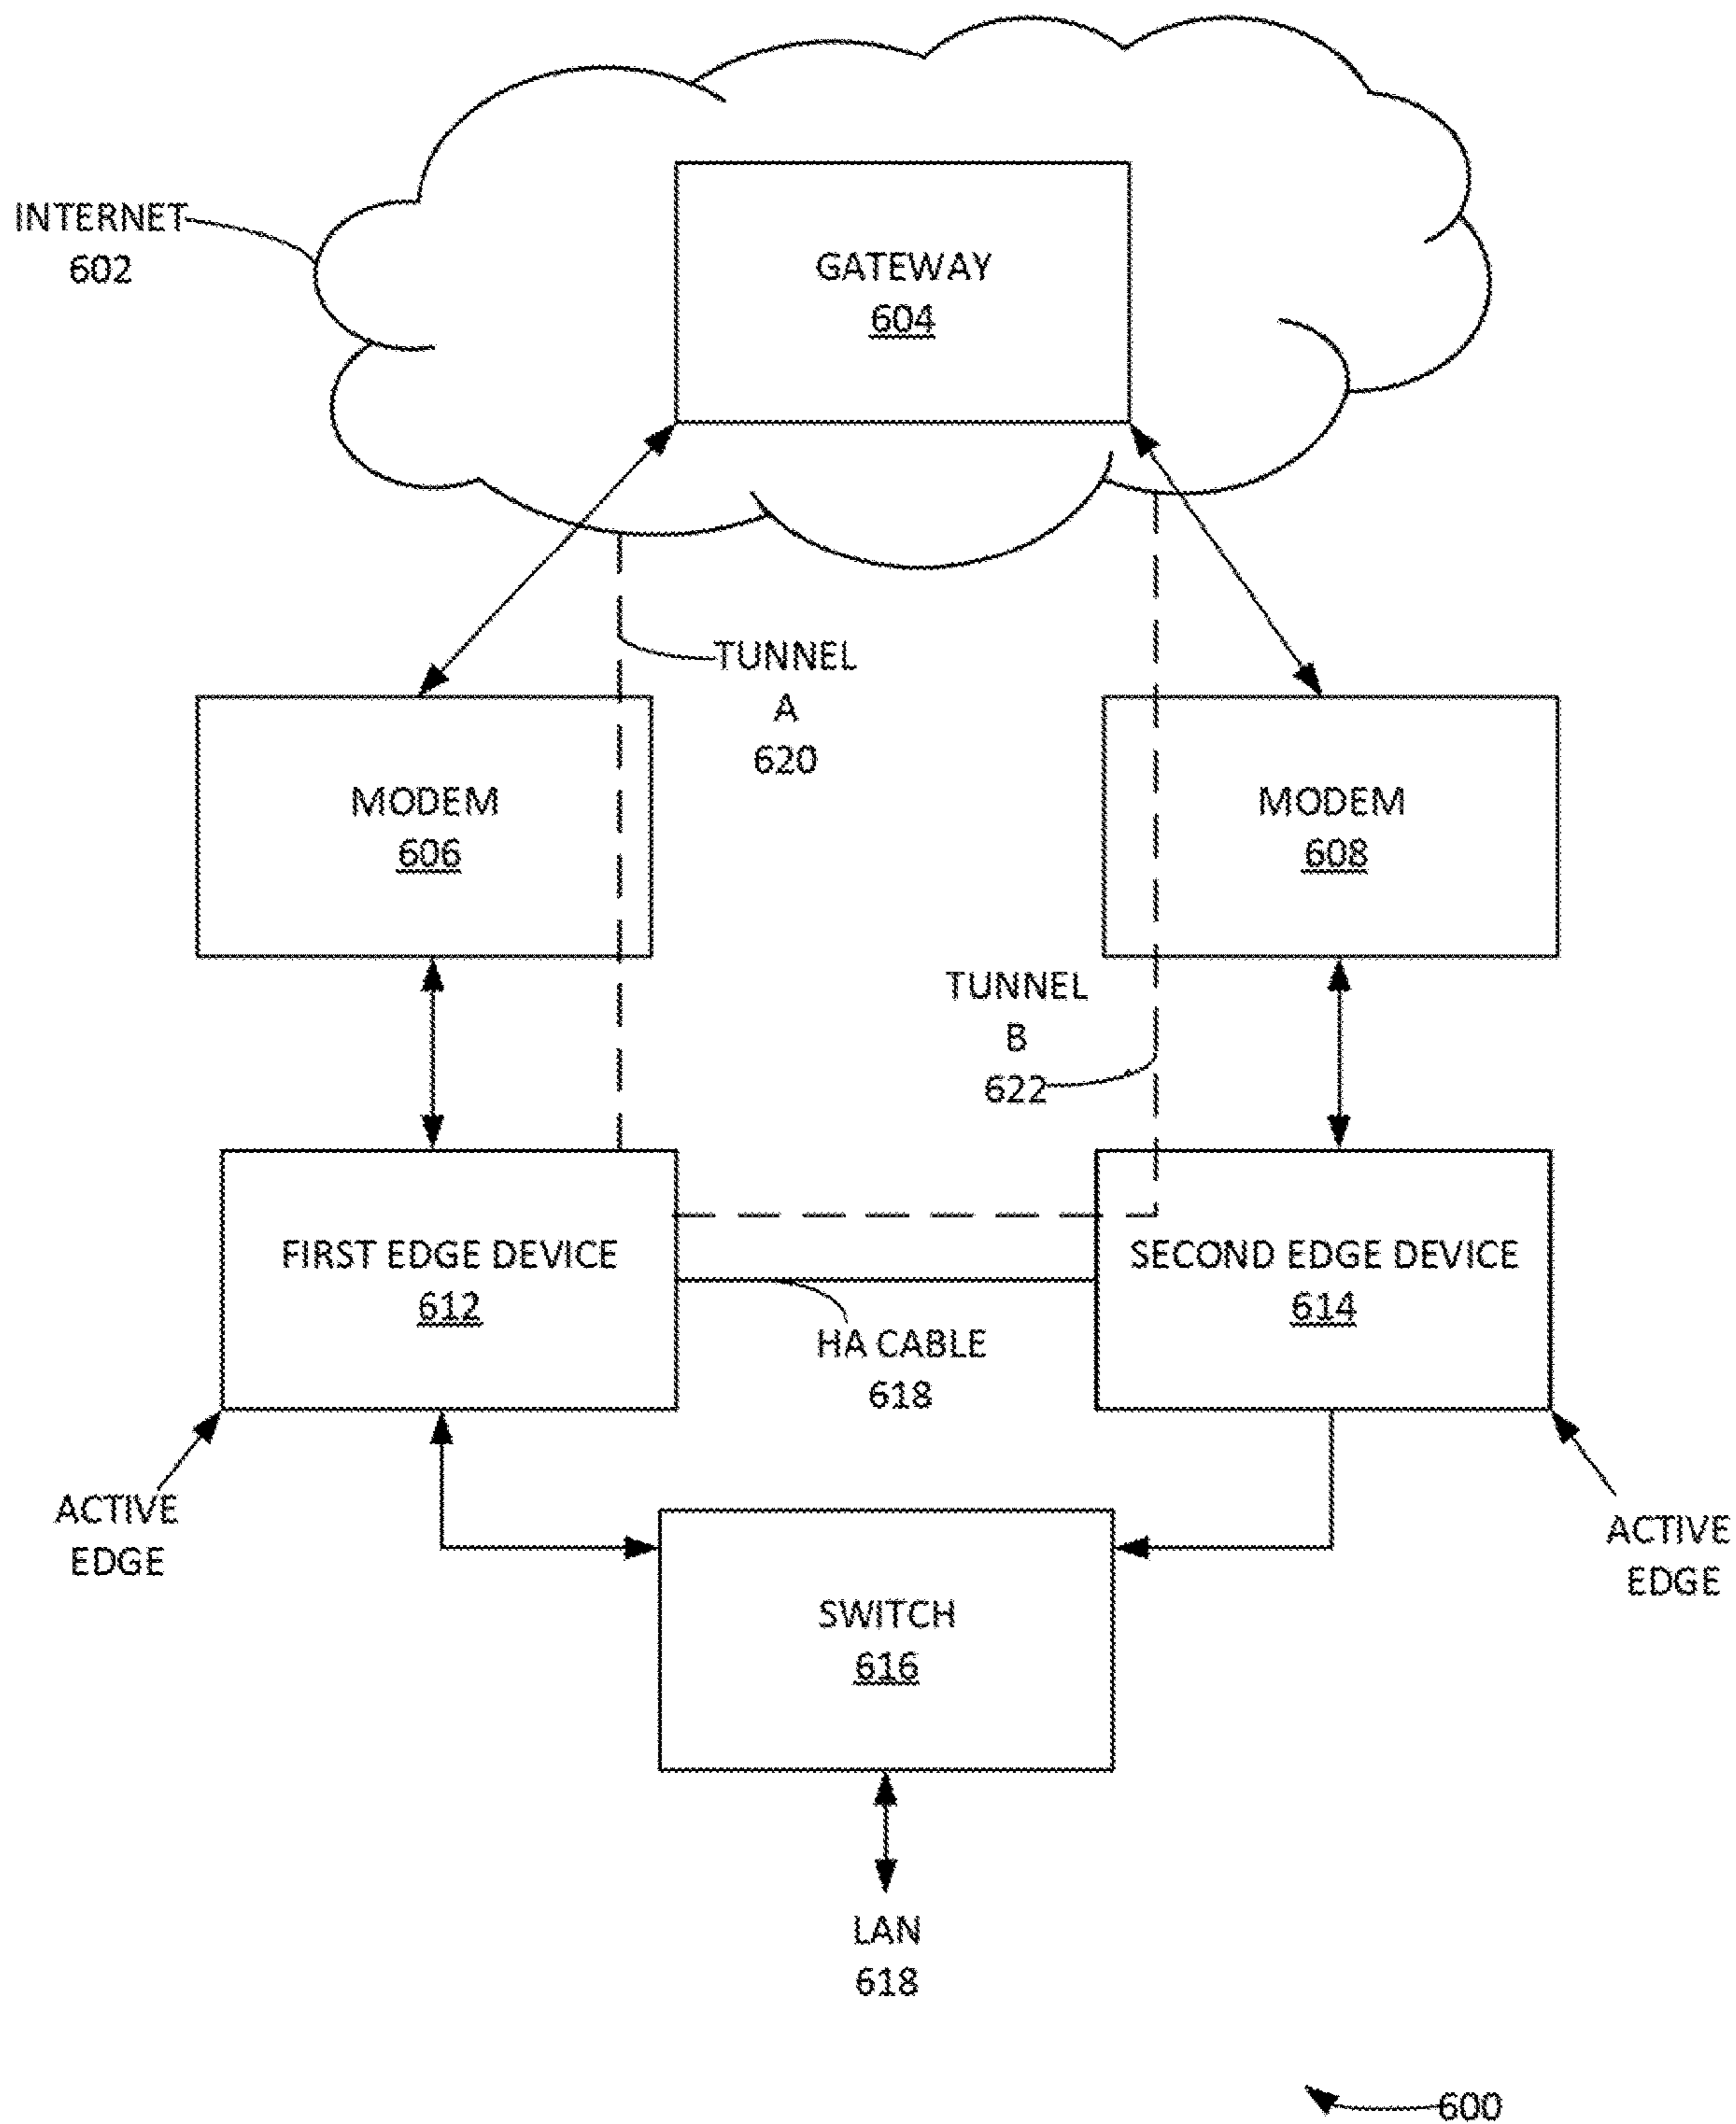 INTERNET
602
GATEWAY
604
TUNNEL
A
620
MODEM
606
MODEM
608
TUNNEL
B
622
FIRST EDGE DEVICE
612
SECOND EDGE DEVICE
614
HA CABLE
618
ACTIVE
EDGE
ACTIVE
EDGE
SWITCH
616
LAN
618
600